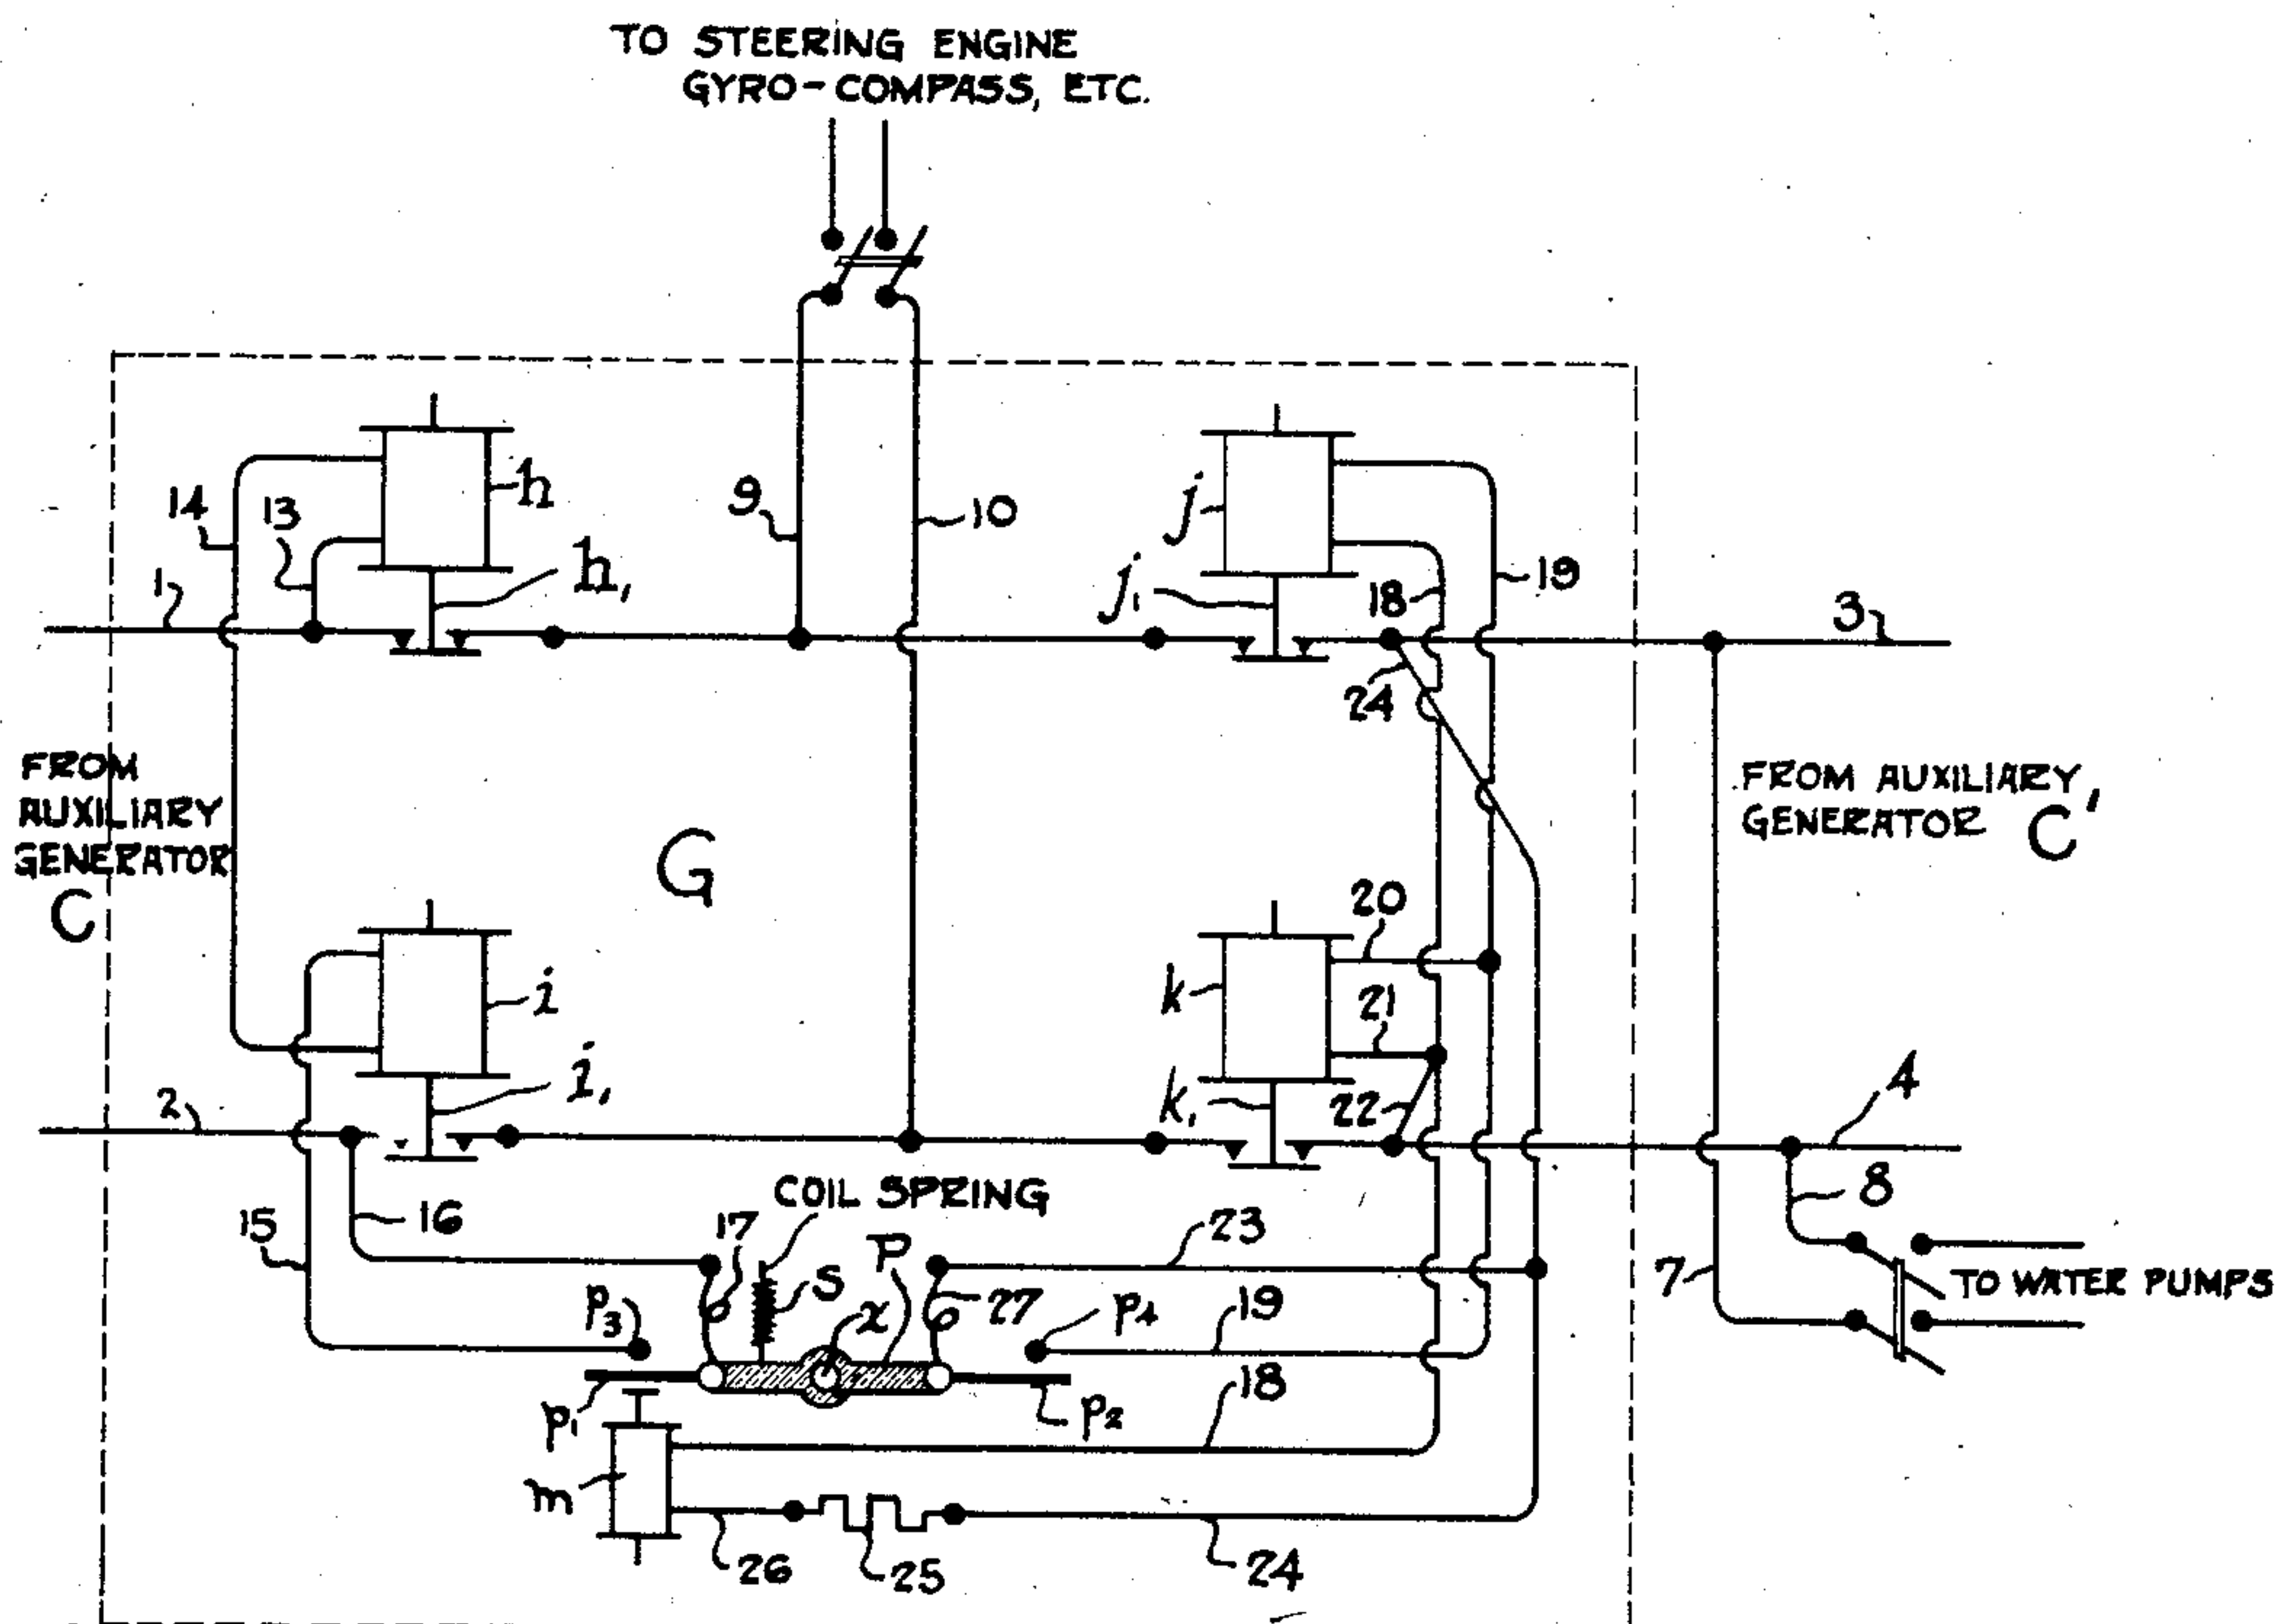 TO STEERING ENGINE
GYRO-COMPASS, ETC.
h
j
14
13
9
10
19
1
h,
j,
18
3
24
FROM
AUXILIARY
GENERATOR
C
G
FROM AUXILIARY
GENERATOR C'
20
i
k
21
2
i,
k,
22
4
COIL SPRING
8
15
16
17
P
23
S
x
27
P4
P3
19
7
TO WATER PUMPS
18
P1
P2
m
26
25
24